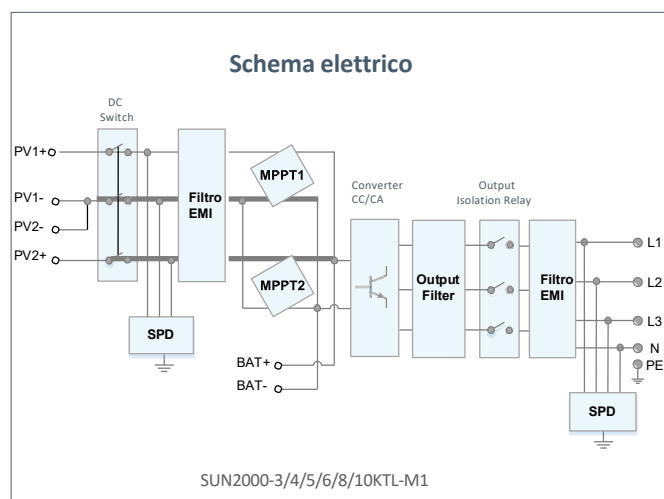 Schema elettrico
DC
Switch
PV1+
PV1-
PV2-
PV2+
Filtro
EMI
SPD
MPPT1
MPPT2
BAT+
BAT-
Converter
CC/CA
Output
Filter
Output
Isolation Relay
Filtro
EMI
L1
L2
L3
N
PE
SPD
SUN2000-3/4/5/6/8/10KTL-M1